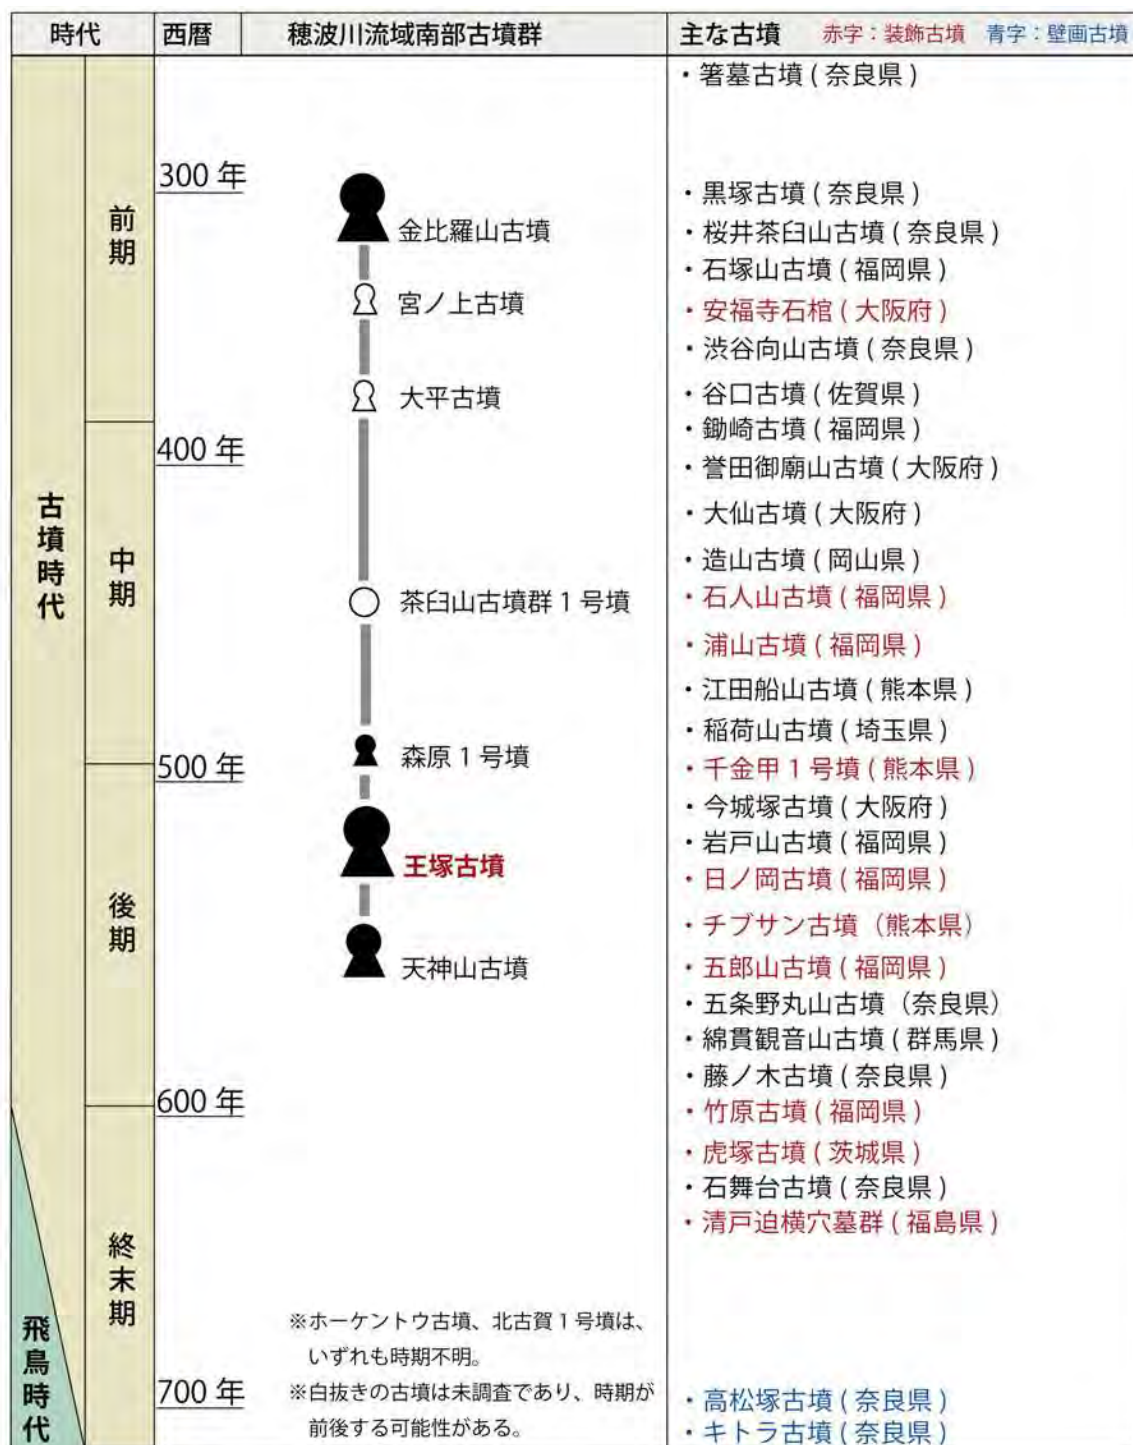 時代 西暦 穂波川流域南部古墳群 主な古墳 赤字：装飾古墳 青字：壁画古墳
古墳時代
飛鳥時代
前期
中期
後期
終末期
300 年
400 年
500 年
600 年
700 年
金比羅山古墳
宮ノ上古墳
大平古墳
茶臼山古墳群 1 号墳
森原 1 号墳
王塚古墳
天神山古墳
※ホーケントウ古墳、北古賀 1 号墳は、
いずれも時期不明。
※白抜きの古墳は未調査であり、時期が
前後する可能性がある。
・箸墓古墳 ( 奈良県 )
・黒塚古墳 ( 奈良県 )
・桜井茶臼山古墳 ( 奈良県 )
・石塚山古墳 ( 福岡県 )
・安福寺石棺 ( 大阪府 )
・渋谷向山古墳 ( 奈良県 )
・谷口古墳 ( 佐賀県 )
・鋤崎古墳 ( 福岡県 )
・誉田御廟山古墳 ( 大阪府 )
・大仙古墳 ( 大阪府 )
・造山古墳 ( 岡山県 )
・石人山古墳 ( 福岡県 )
・浦山古墳 ( 福岡県 )
・江田船山古墳 ( 熊本県 )
・稲荷山古墳 ( 埼玉県 )
・千金甲 1 号墳 ( 熊本県 )
・今城塚古墳 ( 大阪府 )
・岩戸山古墳 ( 福岡県 )
・日ノ岡古墳 ( 福岡県 )
・チブサン古墳（熊本県）
・五郎山古墳 ( 福岡県 )
・五条野丸山古墳（奈良県）
・綿貫観音山古墳 ( 群馬県 )
・藤ノ木古墳 ( 奈良県 )
・竹原古墳 ( 福岡県 )
・虎塚古墳 ( 茨城県 )
・石舞台古墳 ( 奈良県 )
・清戸迫横穴墓群 ( 福島県 )
・高松塚古墳 ( 奈良県 )
・キトラ古墳 ( 奈良県 )